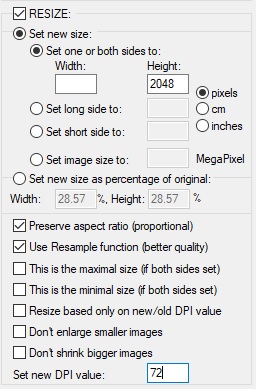 RESIZE:
Set new size:
Set one or both sides to:
Width: Height:
2048
pixels
Set long side to: cm
Set short side to: inches
Set image size to: MegaPixel
Set new size as percentage of original:
Width: 28.57 %, Height: 28.57 %
Preserve aspect ratio (proportional)
Use Resample function (better quality)
This is the maximal size (if both sides set)
This is the minimal size (if both sides set)
Resize based only on new/old DPI value
Don't enlarge smaller images
Don't shrink bigger images
Set new DPI value: 72